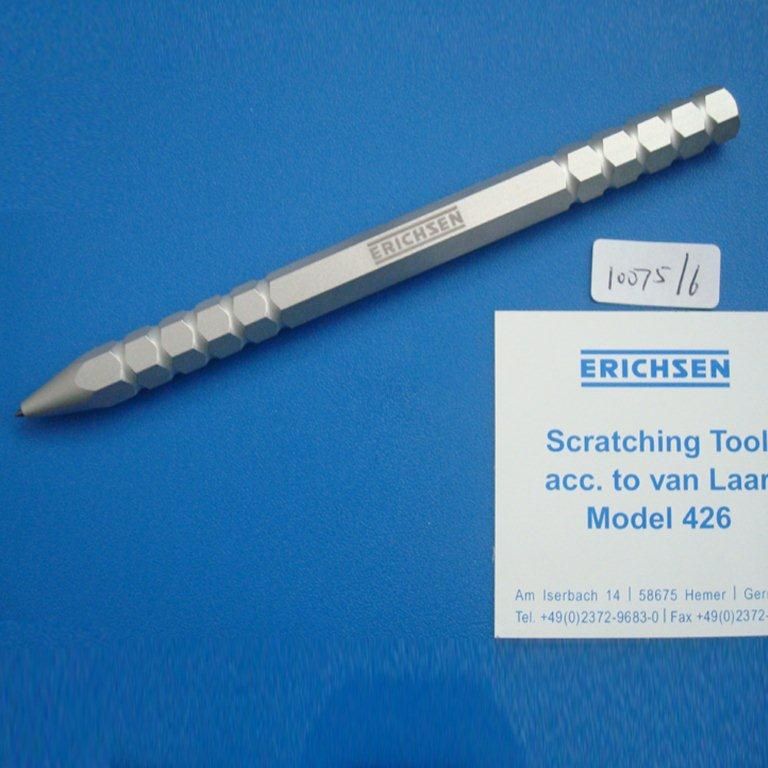 ERICHSEN
10075/6
ERICHSEN
Scratching Tool
acc. to van Laar
Model 426
Am Iserbach 14 | 58675 Hemer |
Tel. +49(0)2372-9683-0 | Fax +49(0)2372-